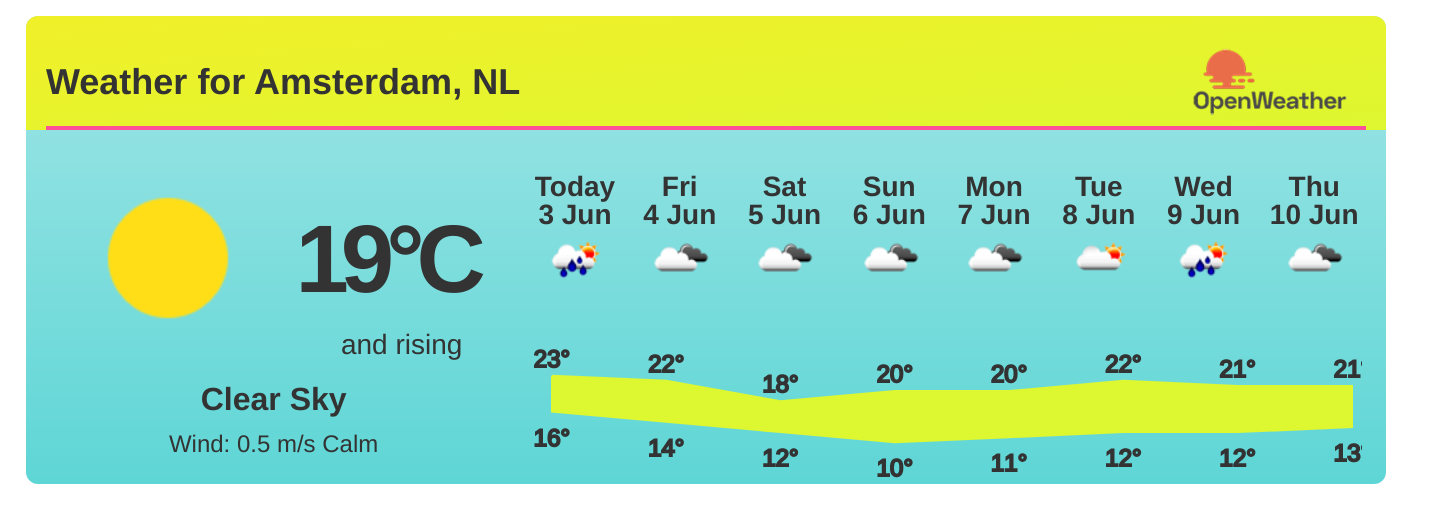 Weather for Amsterdam, NL
OpenWeather
Today Fri Sat Sun Mon Tue Wed Thu
3 Jun 4 Jun 5 Jun 6 Jun 7 Jun 8 Jun 9 Jun 10 Jun
19°C
and rising
Clear Sky
Wind: 0.5 m/s Calm
23° 22° 18° 20° 20° 22° 21° 21°
16° 14° 12° 10° 11° 12° 12° 13°